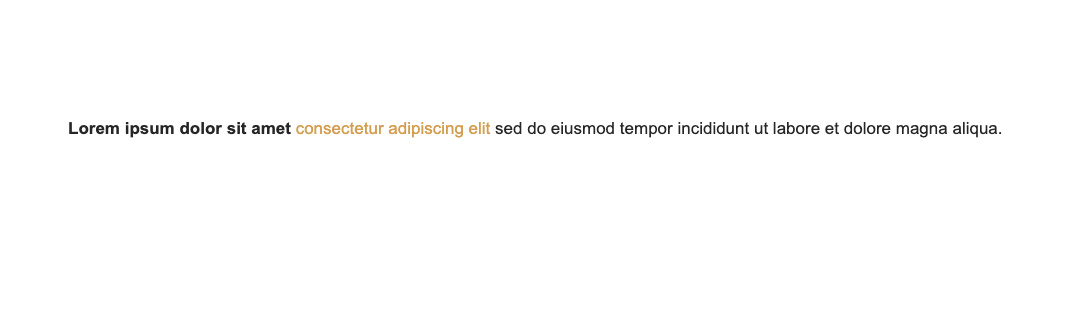 Lorem ipsum dolor sit amet consectetur adipiscing elit sed do eiusmod tempor incididunt ut labore et dolore magna aliqua.